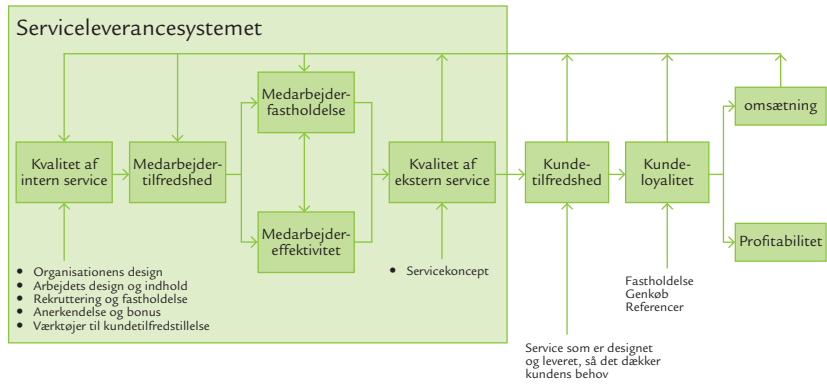 Serviceleverancesystemet
Kvalitet af
intern service
Medarbejder-
tilfredshed
Medarbejder-
fastholdelse
Medarbejder-
effektivitet
Kvalitet af
ekstern service
Kunde-
tilfredshed
Kunde-
loyalitet
omsætning
Profitabilitet
• Organisationens design
• Arbejdets design og indhold
• Rekruttering og fastholdelse
• Anerkendelse og bonus
• Værktøjer til kundetilfredstillelse
• Servicekoncept
Service som er designet
og leveret, så det dækker
kundens behov
Fastholdelse
Genkøb
Referencer